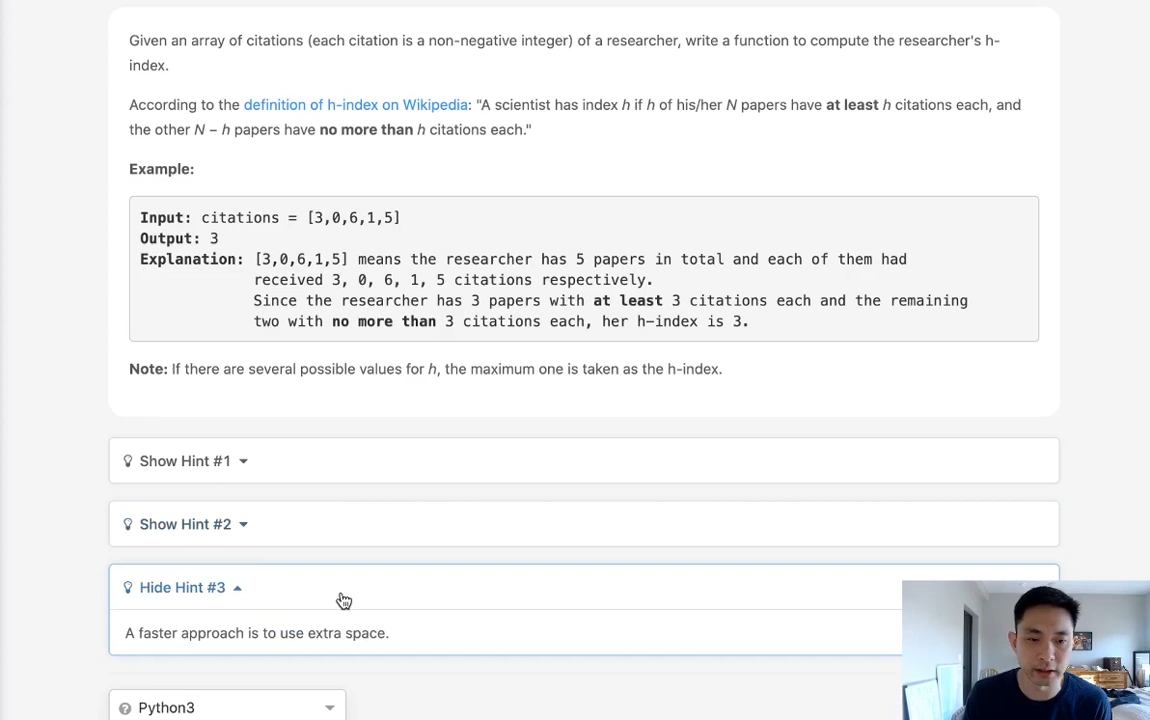 Given an array of citations (each citation is a non-negative integer) of a researcher, write a function to compute the researcher's h-
index.
According to the definition of h-index on Wikipedia: "A scientist has index h if h of his/her N papers have at least h citations each, and
the other N − h papers have no more than h citations each."
Example:
Input: citations = [3,0,6,1,5]
Output: 3
Explanation: [3,0,6,1,5] means the researcher has 5 papers in total and each of them had
received 3, 0, 6, 1, 5 citations respectively.
Since the researcher has 3 papers with at least 3 citations each and the remaining
two with no more than 3 citations each, her h-index is 3.
Note: If there are several possible values for h, the maximum one is taken as the h-index.
Show Hint #1
Show Hint #2
Hide Hint #3
A faster approach is to use extra space.
Python3